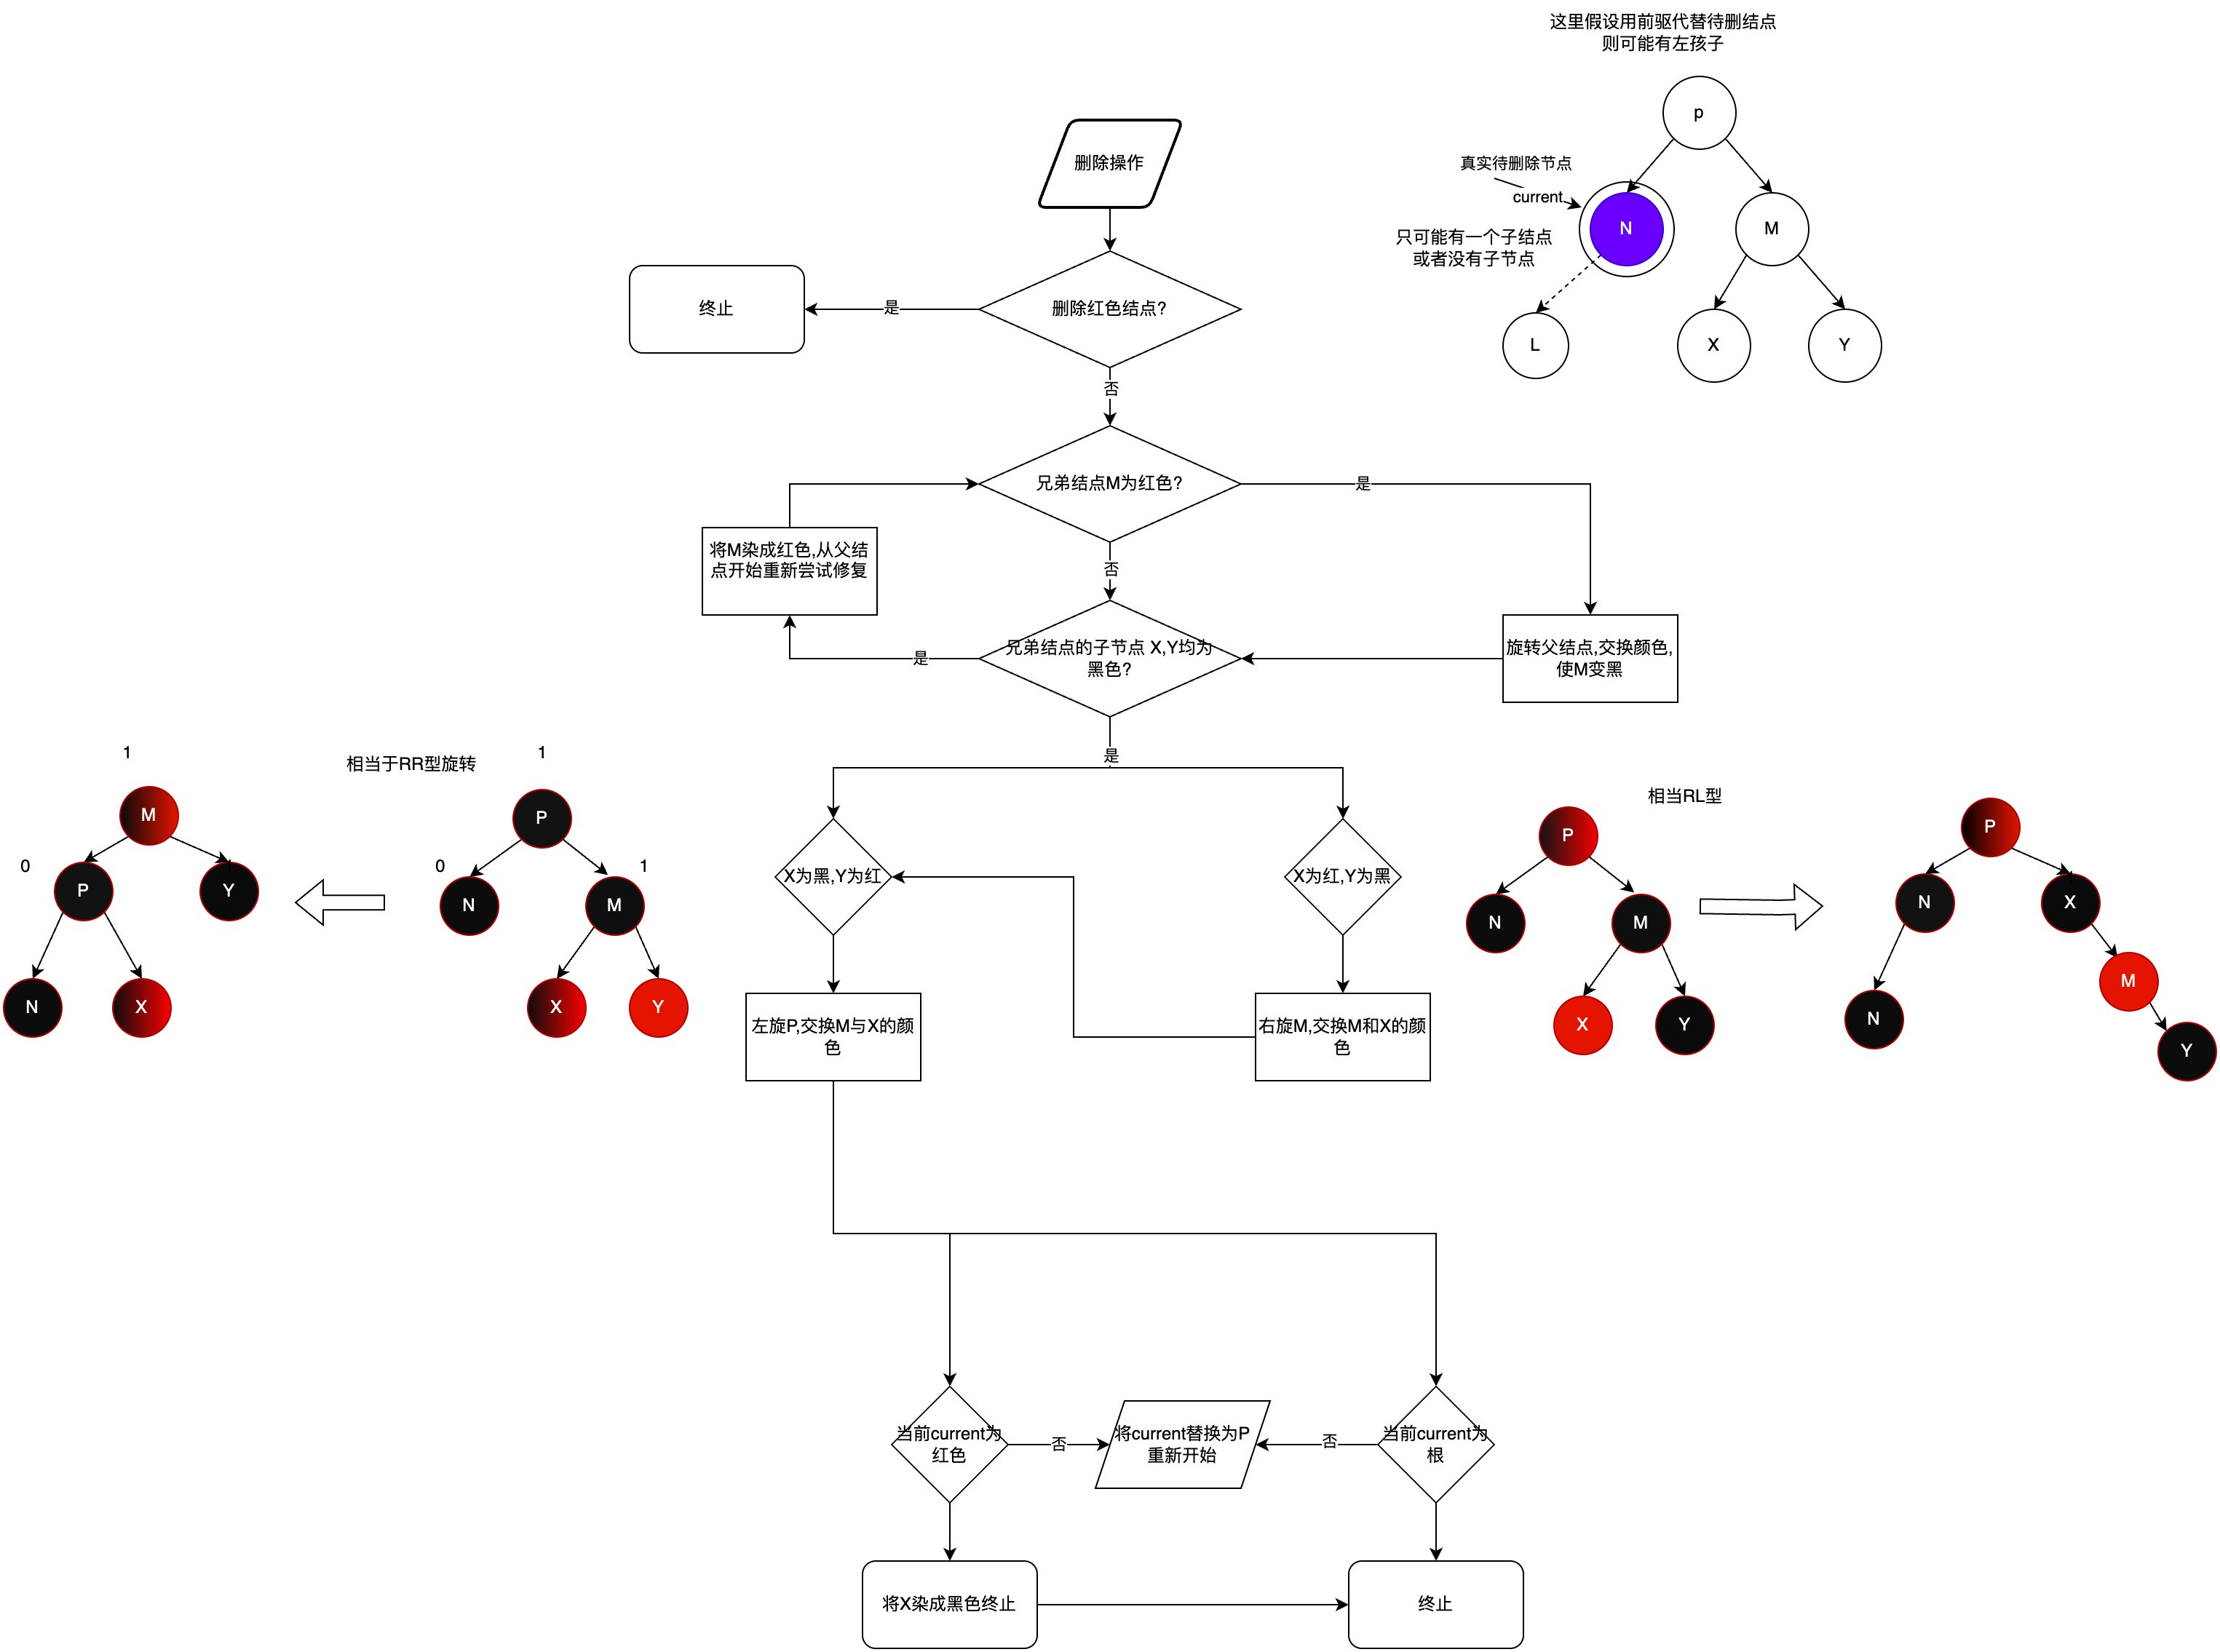 这里假设用前驱代替待删结点
则可能有左孩子
p
删除操作
真实待删除节点
current
N
M
只可能有一个子结点
或者没有子节点
终止
是
删除红色结点?
L
X
Y
否
兄弟结点M为红色?
是
将M染成红色,从父结
点开始重新尝试修复
否
兄弟结点的子节点 X,Y均为
黑色?
是
旋转父结点,交换颜色,
使M变黑
是
1
相当于RR型旋转
1
M
P
0
P
Y
0
N
M
1
N
X
X
Y
X为黑,Y为红
X为红,Y为黑
相当RL型
P
N
M
X
Y
P
N
X
M
N
Y
左旋P,交换M与X的颜
色
右旋M,交换M和X的颜
色
当前current为
红色
否
将current替换为P
重新开始
否
当前current为
根
将X染成黑色终止
终止